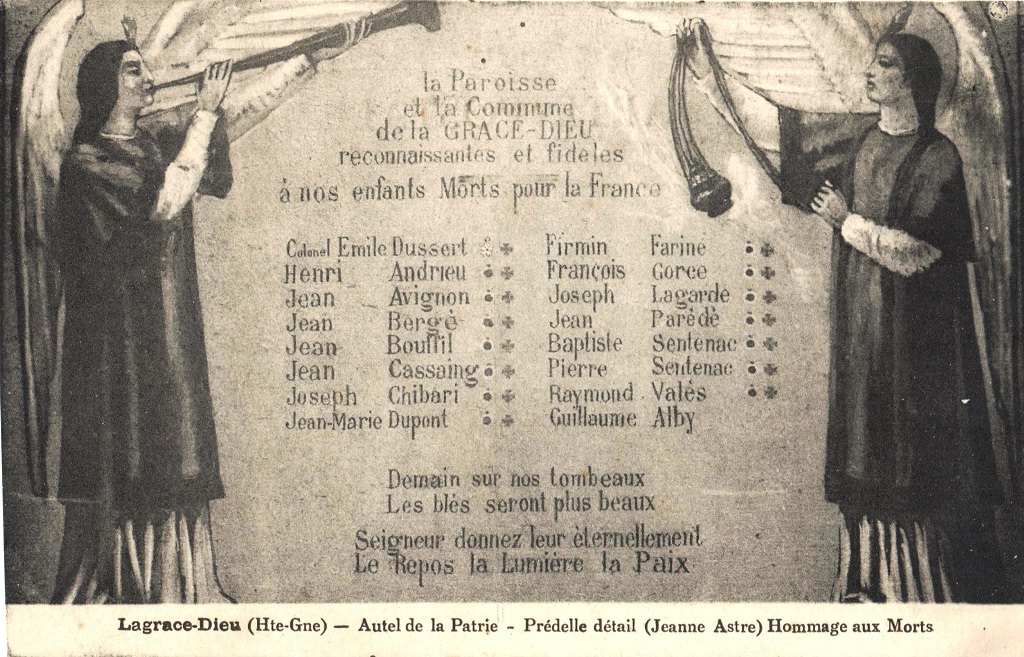 la Paroisse
et la Commune
de la GRACE-DIEU
reconnaissantes et fideles
à nos enfants Morts pour la France
Colonel Emile Dussert
Henri Andrieu
Jean Avignon
Jean Bergé
Jean Bouffil
Jean Cassaing
Joseph Chibari
Jean-Marie Dupont
Firmin Farine
François Gorce
Joseph Lagarde
Jean Parédé
Baptiste Sentenac
Pierre Sentenac
Raymond Valés
Guillaume Alby
Demain sur nos tombeaux
Les blés seront plus beaux
Seigneur donnez leur éternellement
Le Repos la Lumière la Paix
Lagrace-Dieu (Hte-Gne) — Autel de la Patrie - Prédelle détail (Jeanne Astre) Hommage aux Morts